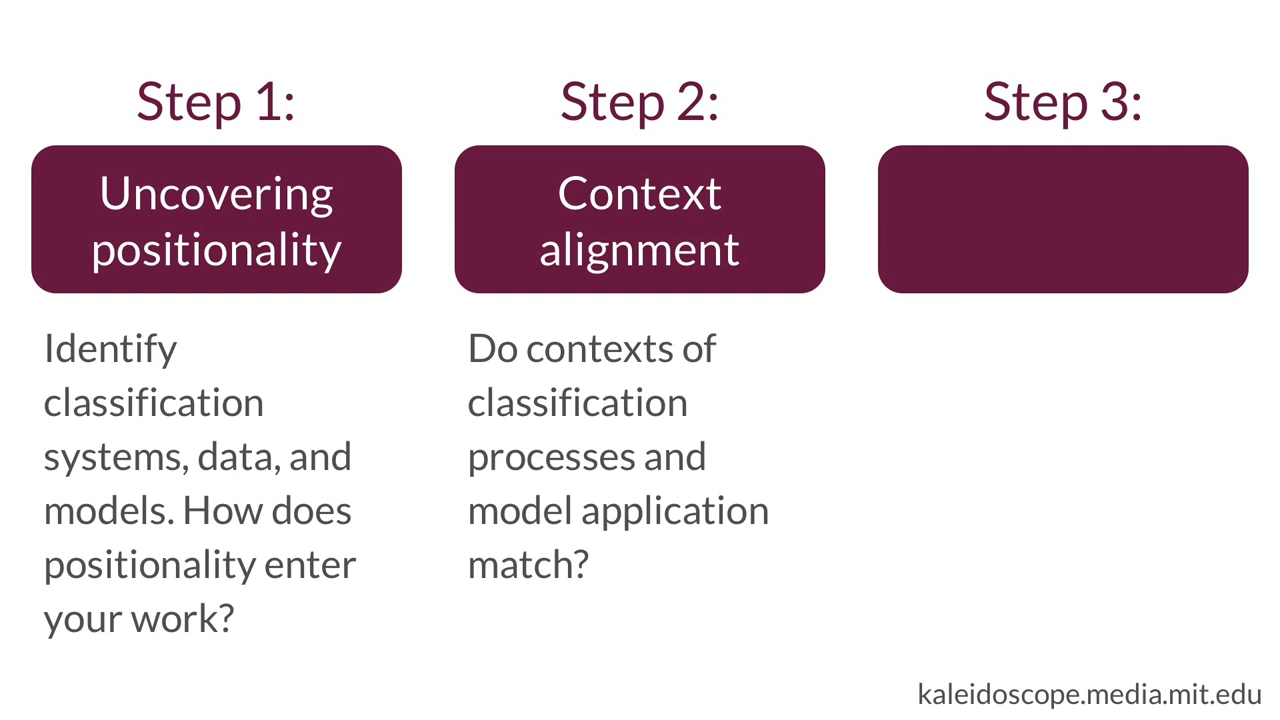 Step 1:
Uncovering
positionality
Identify
classification
systems, data, and
models. How does
positionality enter
your work?
Step 2:
Context
alignment
Do contexts of
classification
processes and
model application
match?
Step 3:
kaleidoscope.media.mit.edu